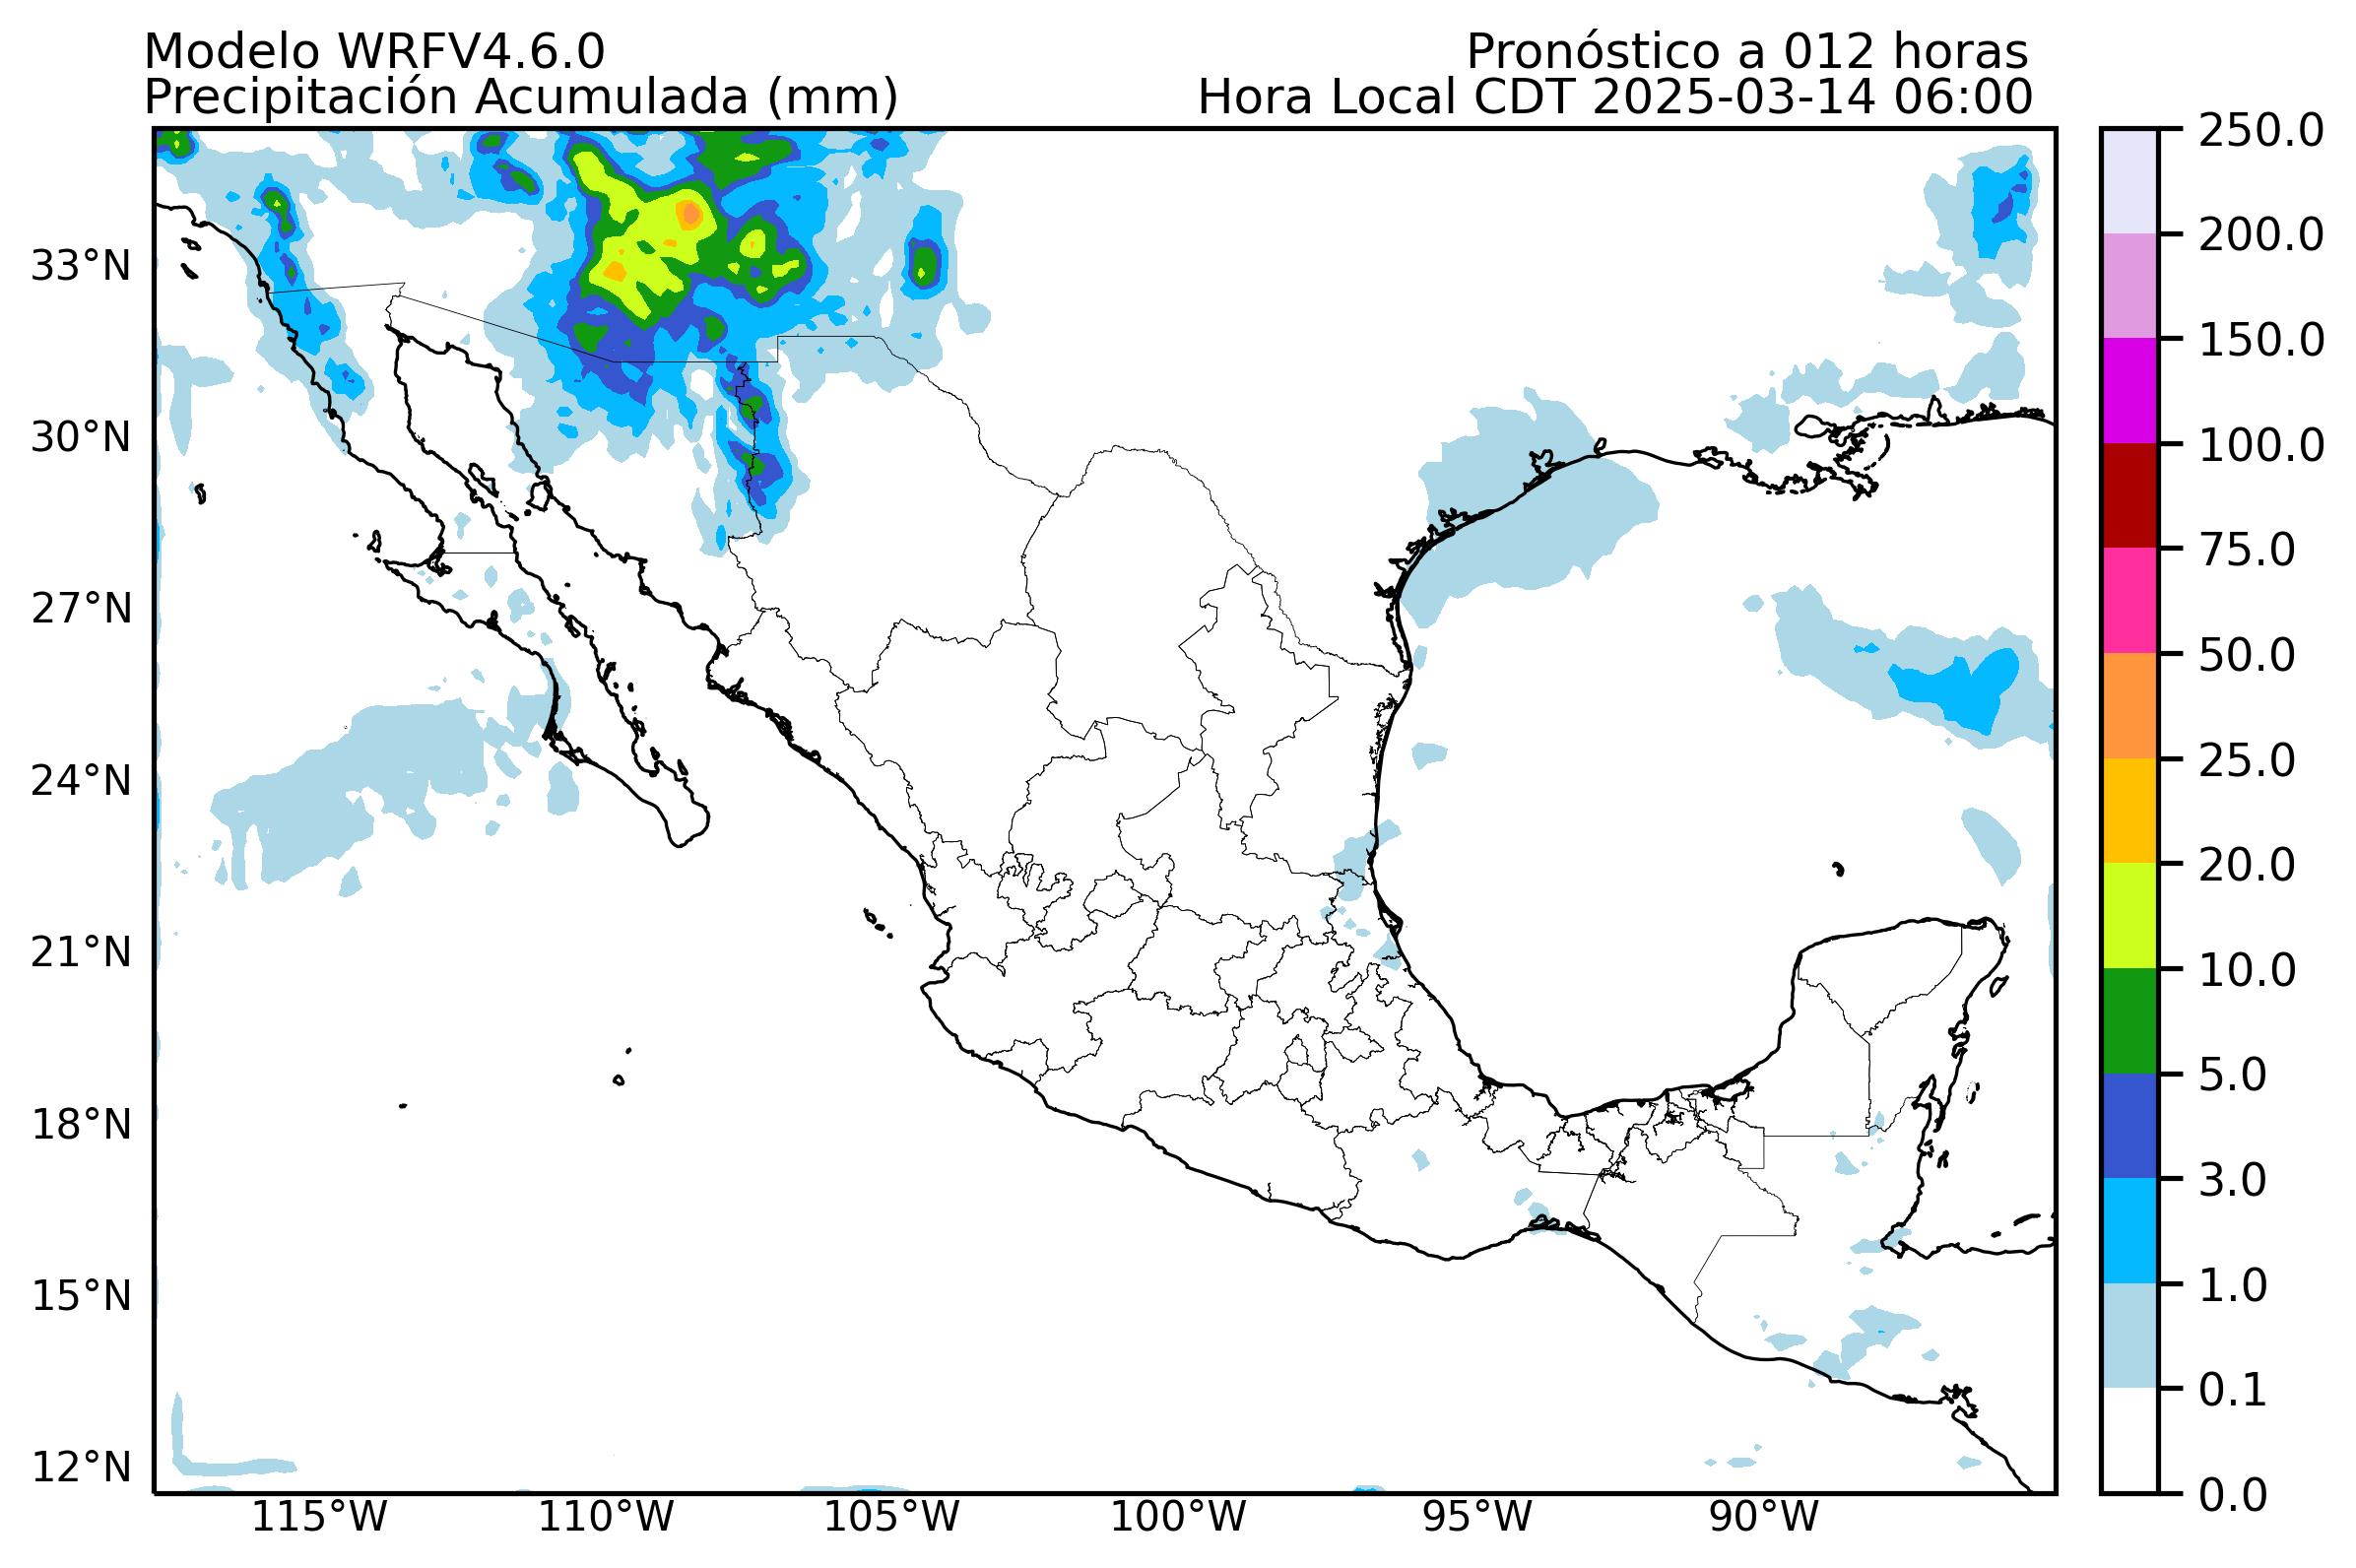 Modelo WRFV4.6.0
Pronóstico a 012 horas
Precipitación Acumulada (mm)
Hora Local CDT 2025-03-14 06:00
33°N
30°N
27°N
24°N
21°N
18°N
15°N
12°N
115°W
110°W
105°W
100°W
95°W
90°W
250.0
200.0
150.0
100.0
75.0
50.0
25.0
20.0
10.0
5.0
3.0
1.0
0.1
0.0